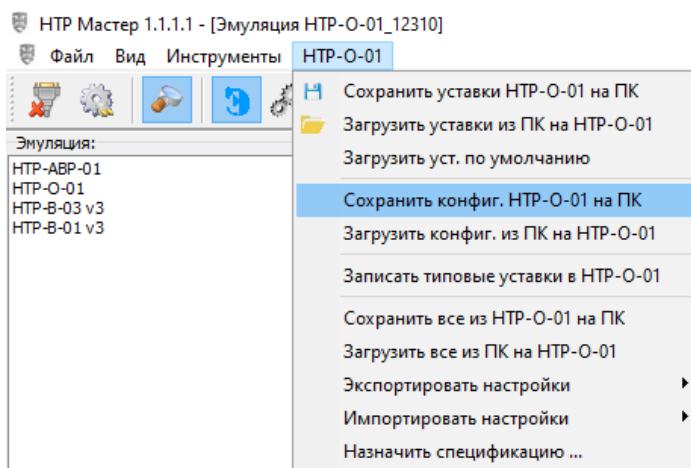 НТР Мастер 1.1.1.1 - [Эмуляция НТР-О-01_12310]
Файл Вид Инструменты НТР-О-01
Эмуляция:
НТР-АВР-01
НТР-О-01
НТР-В-03 v3
НТР-В-01 v3
Сохранить уставки НТР-О-01 на ПК
Загрузить уставки из ПК на НТР-О-01
Загрузить уст. по умолчанию
Сохранить конфиг. НТР-О-01 на ПК
Загрузить конфиг. из ПК на НТР-О-01
Записать типовые уставки в НТР-О-01
Сохранить все из НТР-О-01 на ПК
Загрузить все из ПК на НТР-О-01
Экспортировать настройки
Импортировать настройки
Назначить спецификацию ...